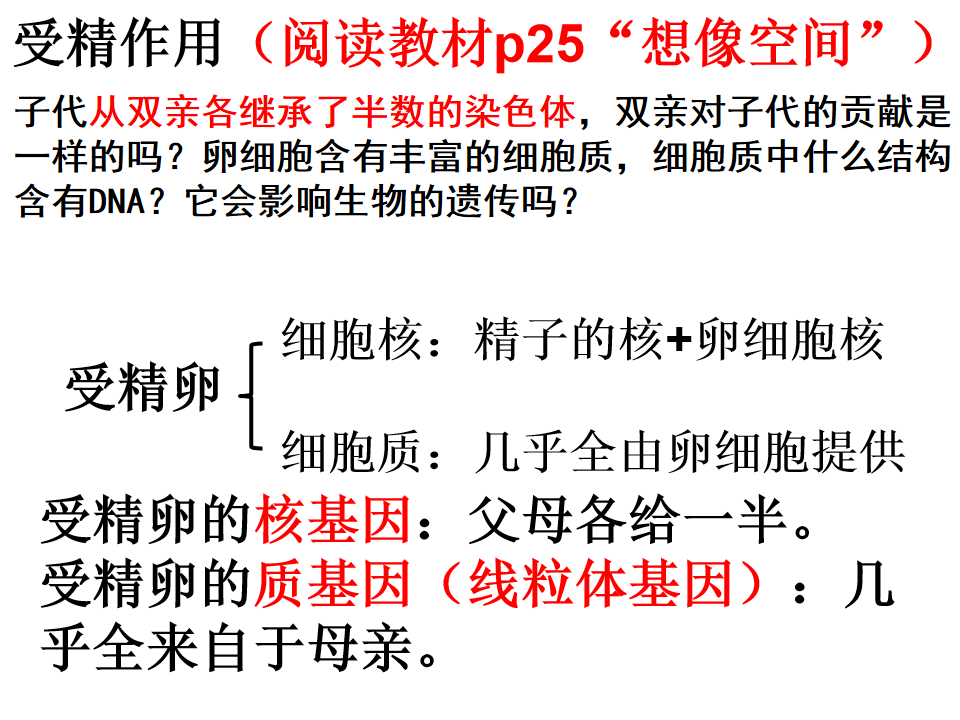 受精作用（阅读教材p25“想像空间”）
子代从双亲各继承了半数的染色体，双亲对子代的贡献是
一样的吗？卵细胞含有丰富的细胞质，细胞质中什么结构
含有DNA？它会影响生物的遗传吗？
细胞核：精子的核+卵细胞核
受精卵
细胞质：几乎全由卵细胞提供
受精卵的核基因：父母各给一半。
受精卵的质基因（线粒体基因）：几
乎全来自于母亲。